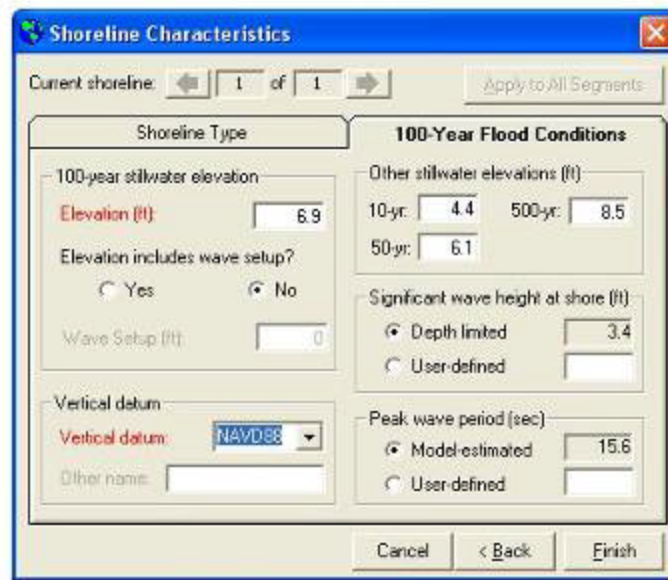 Shoreline Characteristics
Current shoreline: 1 of 1 Apply to All Segments
Shoreline Type 100-Year Flood Conditions
100-year stillwater elevation
Elevation (ft): 6.9
Elevation includes wave setup?
Yes No
Wave Setup (ft): 0
Vertical datum
Vertical datum: NAVD88
Other name:
Other stillwater elevations (ft)
10-yr: 4.4 500-yr: 8.5
50-yr: 6.1
Significant wave height at shore (ft)
Depth limited 3.4
User-defined
Peak wave period (sec)
Model-estimated 15.6
User-defined
Cancel < Back Finish